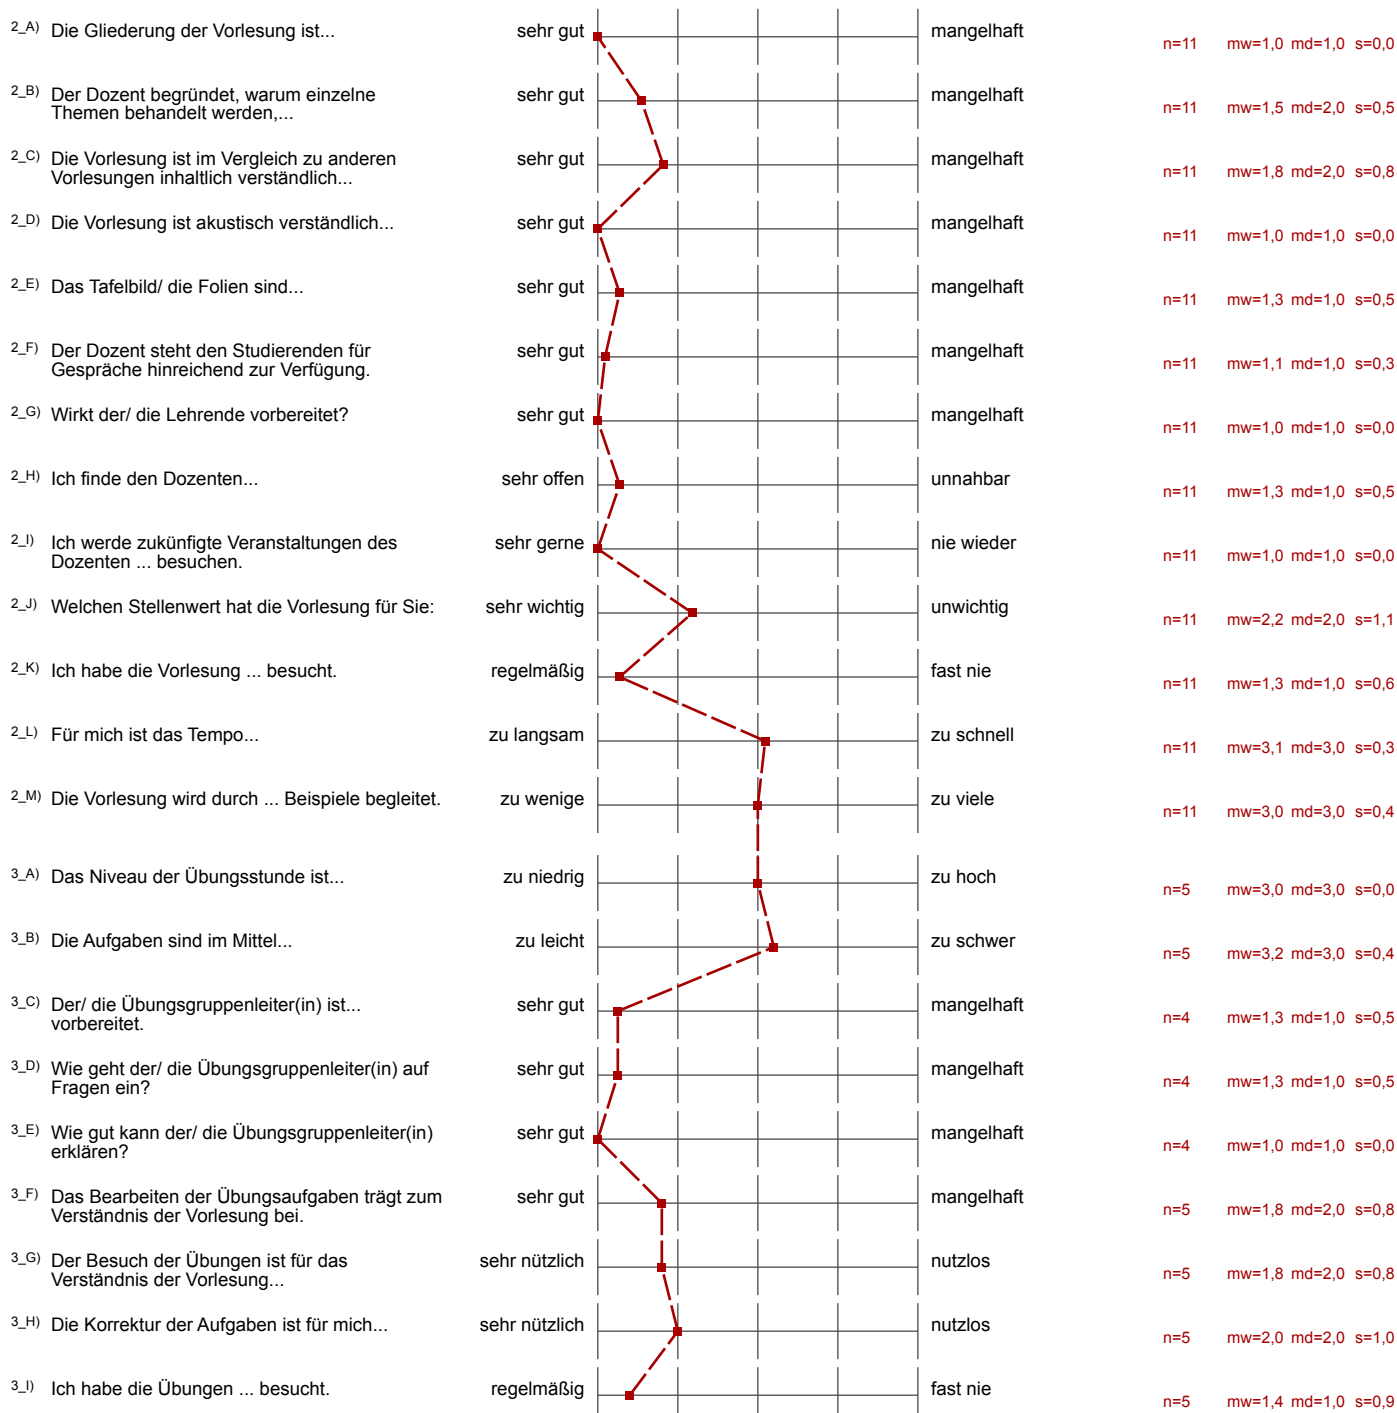 2_A) Die Gliederung der Vorlesung ist... sehr gut mangelhaft n=11 mw=1,0 md=1,0 s=0,0
2_B) Der Dozent begründet, warum einzelne
Themen behandelt werden,... sehr gut mangelhaft n=11 mw=1,5 md=2,0 s=0,5
2_C) Die Vorlesung ist im Vergleich zu anderen
Vorlesungen inhaltlich verständlich... sehr gut mangelhaft n=11 mw=1,8 md=2,0 s=0,8
2_D) Die Vorlesung ist akustisch verständlich... sehr gut mangelhaft n=11 mw=1,0 md=1,0 s=0,0
2_E) Das Tafelbild/ die Folien sind... sehr gut mangelhaft n=11 mw=1,3 md=1,0 s=0,5
2_F) Der Dozent steht den Studierenden für
Gespräche hinreichend zur Verfügung. sehr gut mangelhaft n=11 mw=1,1 md=1,0 s=0,3
2_G) Wirkt der/ die Lehrende vorbereitet? sehr gut mangelhaft n=11 mw=1,0 md=1,0 s=0,0
2_H) Ich finde den Dozenten... sehr offen unnahbar n=11 mw=1,3 md=1,0 s=0,5
2_I) Ich werde zukünfigte Veranstaltungen des
Dozenten ... besuchen. sehr gerne nie wieder n=11 mw=1,0 md=1,0 s=0,0
2_J) Welchen Stellenwert hat die Vorlesung für Sie: sehr wichtig unwichtig n=11 mw=2,2 md=2,0 s=1,1
2_K) Ich habe die Vorlesung ... besucht. regelmäßig fast nie n=11 mw=1,3 md=1,0 s=0,6
2_L) Für mich ist das Tempo... zu langsam zu schnell n=11 mw=3,1 md=3,0 s=0,3
2_M) Die Vorlesung wird durch ... Beispiele begleitet. zu wenige zu viele n=11 mw=3,0 md=3,0 s=0,4
3_A) Das Niveau der Übungsstunde ist... zu niedrig zu hoch n=5 mw=3,0 md=3,0 s=0,0
3_B) Die Aufgaben sind im Mittel... zu leicht zu schwer n=5 mw=3,2 md=3,0 s=0,4
3_C) Der/ die Übungsgruppenleiter(in) ist...
vorbereitet. sehr gut mangelhaft n=4 mw=1,3 md=1,0 s=0,5
3_D) Wie geht der/ die Übungsgruppenleiter(in) auf
Fragen ein? sehr gut mangelhaft n=4 mw=1,3 md=1,0 s=0,5
3_E) Wie gut kann der/ die Übungsgruppenleiter(in)
erklären? sehr gut mangelhaft n=4 mw=1,0 md=1,0 s=0,0
3_F) Das Bearbeiten der Übungsaufgaben trägt zum
Verständnis der Vorlesung bei. sehr gut mangelhaft n=5 mw=1,8 md=2,0 s=0,8
3_G) Der Besuch der Übungen ist für das
Verständnis der Vorlesung... sehr nützlich nutzlos n=5 mw=1,8 md=2,0 s=0,8
3_H) Die Korrektur der Aufgaben ist für mich... sehr nützlich nutzlos n=5 mw=2,0 md=2,0 s=1,0
3_I) Ich habe die Übungen ... besucht. regelmäßig fast nie n=5 mw=1,4 md=1,0 s=0,9